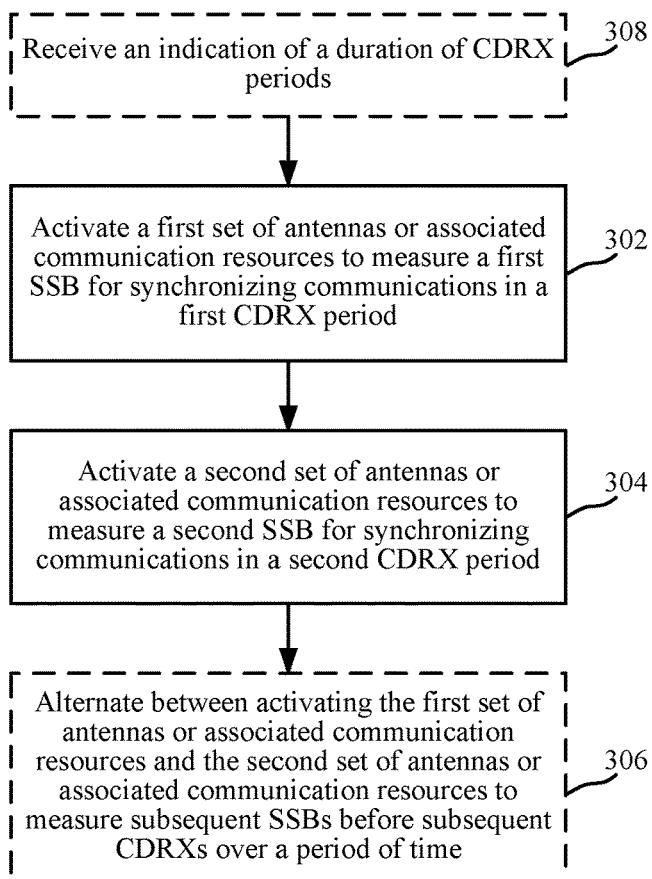 Receive an indication of a duration of CDRX
periods
308
Activate a first set of antennas or associated
communication resources to measure a first
SSB for synchronizing communications in a
first CDRX period
302
Activate a second set of antennas or
associated communication resources to
measure a second SSB for synchronizing
communications in a second CDRX period
304
Alternate between activating the first set of
antennas or associated communication
resources and the second set of antennas or
associated communication resources to
measure subsequent SSBs before subsequent
CDRXs over a period of time
306